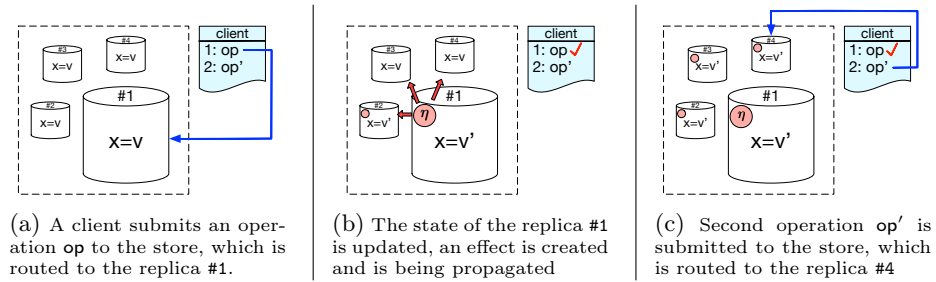 #3
x=v
#4
x=v
#2
x=v
#1
x=v
client
1: op
2: op’
(a) A client submits an oper-
ation op to the store, which is
routed to the replica #1.
#3
x=v
#4
x=v
#2
x=v’
#1
η
x=v’
client
1: op ✓
2: op’
(b) The state of the replica #1
is updated, an effect is created
and is being propagated
#3
x=v’
#4
x=v’
#2
x=v’
#1
η
x=v’
client
1: op ✓
2: op’
(c) Second operation op′ is
submitted to the store, which
is routed to the replica #4